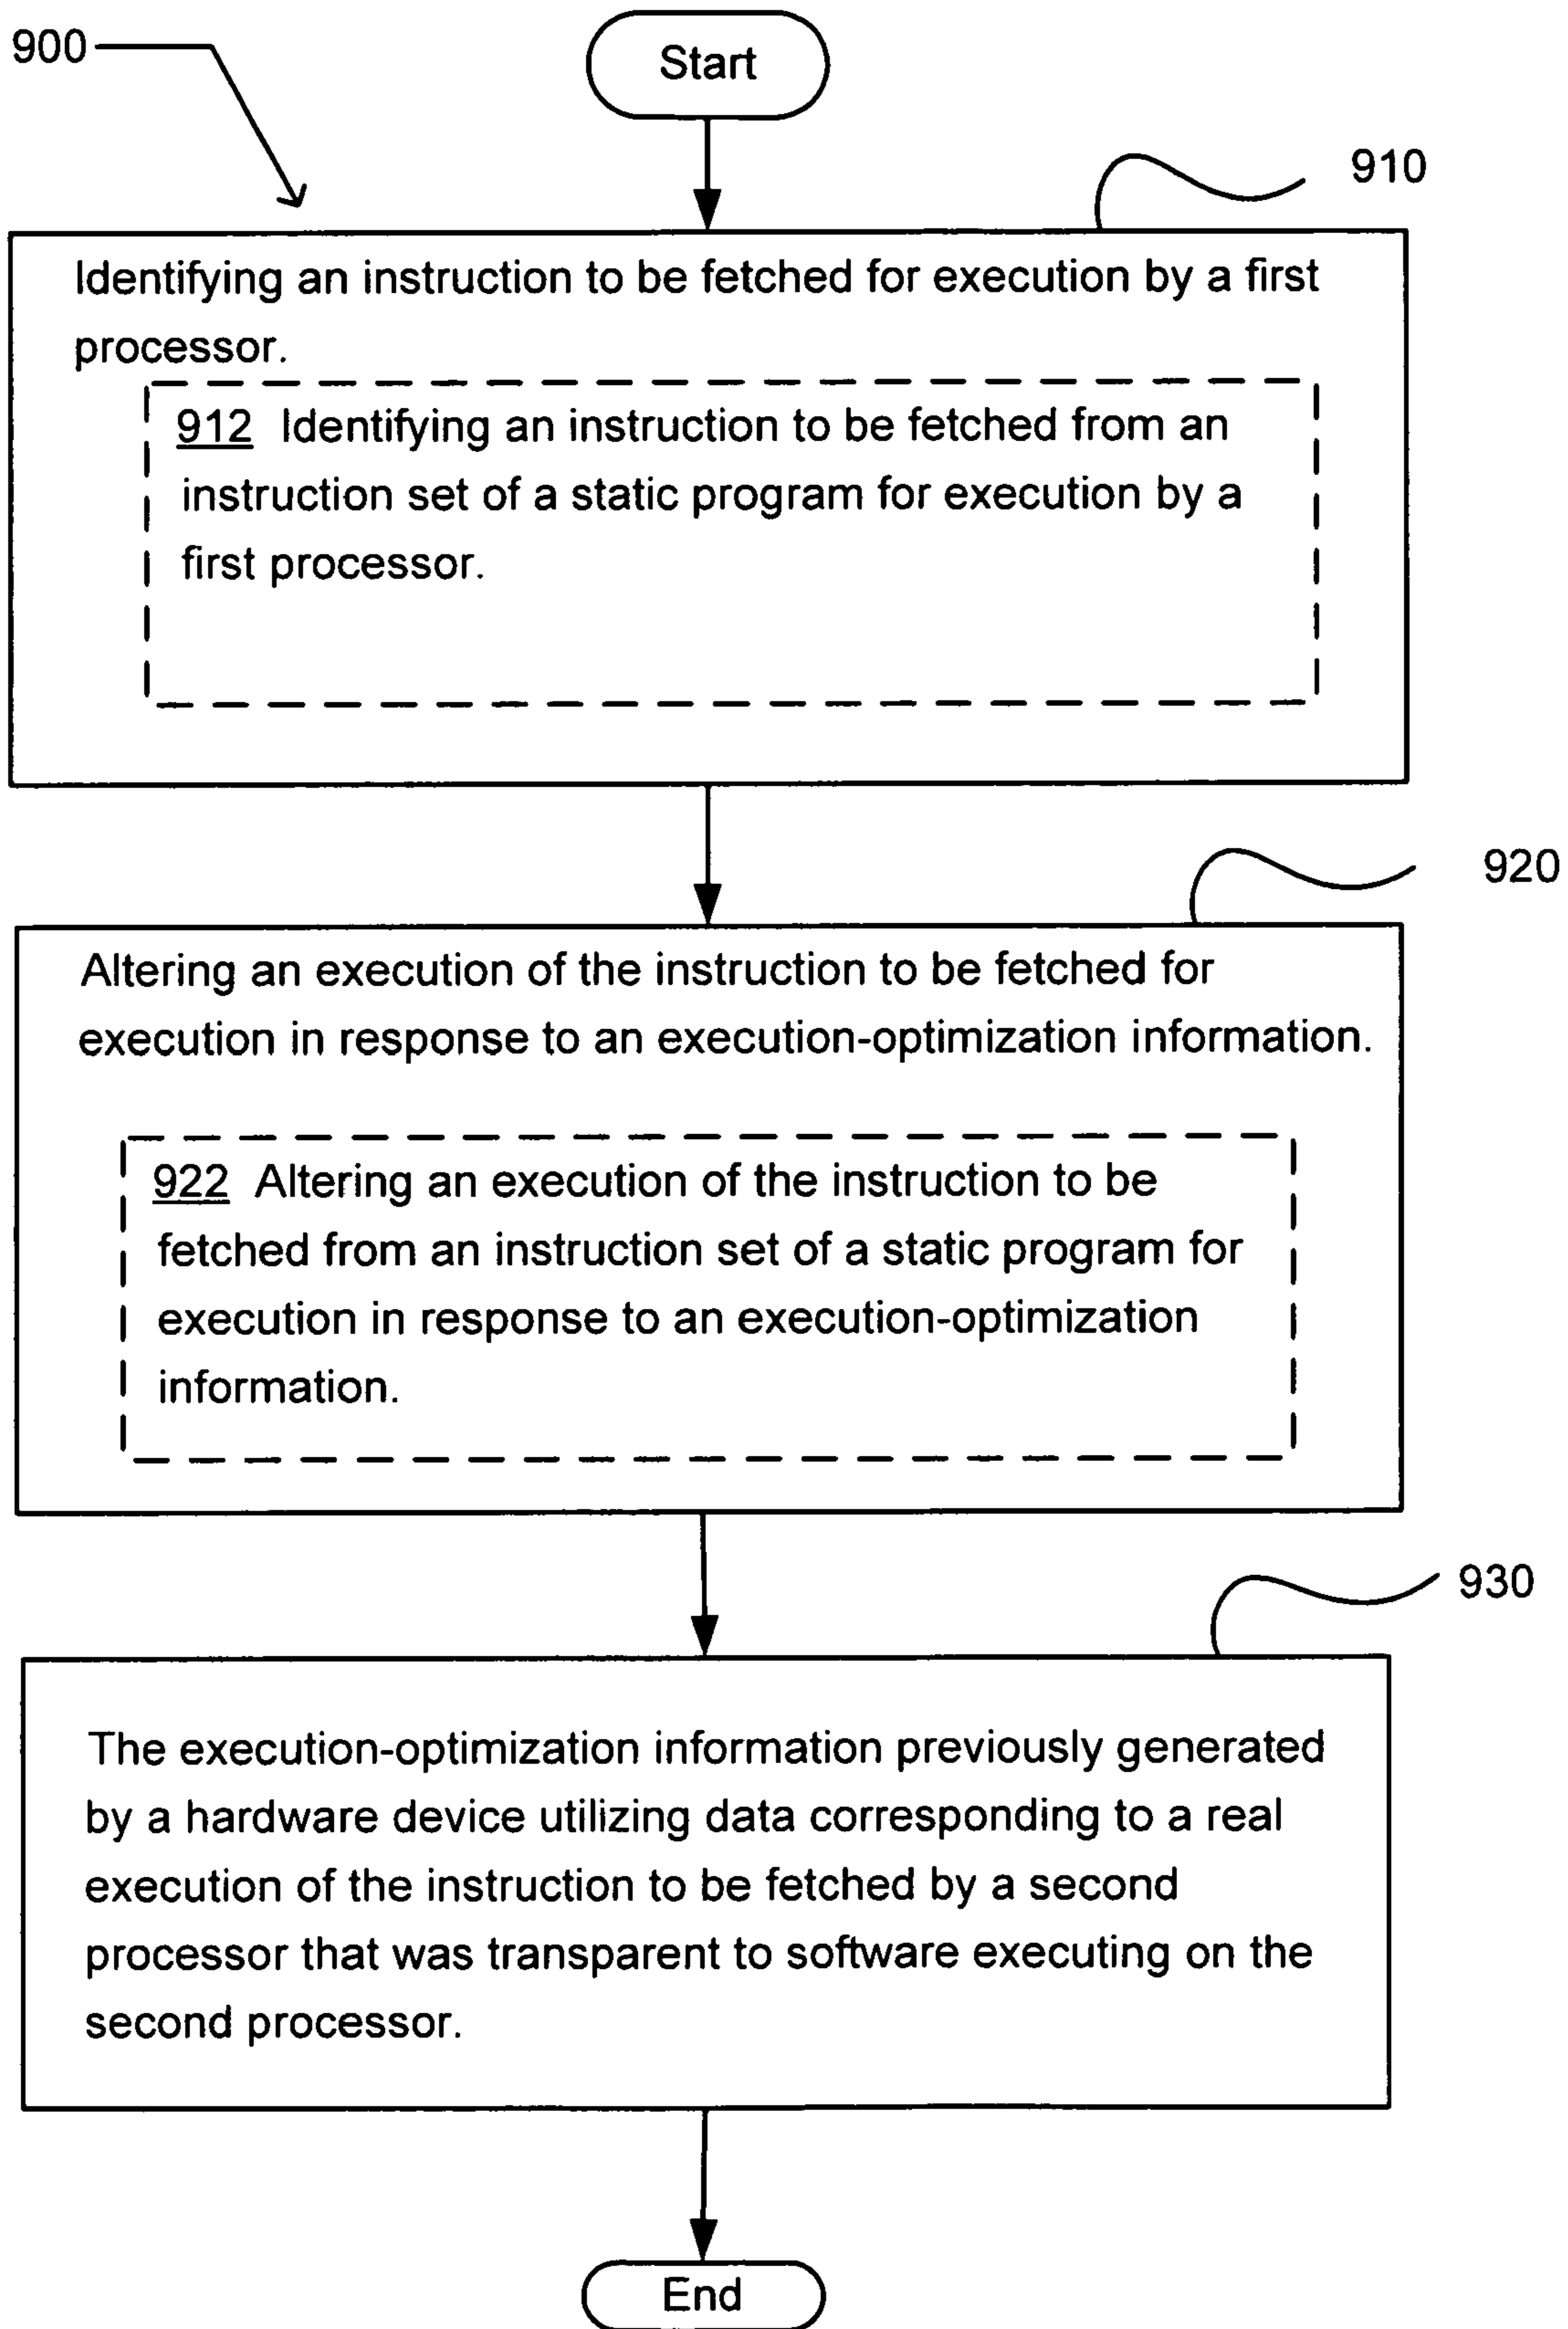 900
Start
910
Identifying an instruction to be fetched for execution by a first
processor.
912 Identifying an instruction to be fetched from an
instruction set of a static program for execution by a
first processor.
920
Altering an execution of the instruction to be fetched for
execution in response to an execution-optimization information.
922 Altering an execution of the instruction to be
fetched from an instruction set of a static program for
execution in response to an execution-optimization
information.
930
The execution-optimization information previously generated
by a hardware device utilizing data corresponding to a real
execution of the instruction to be fetched by a second
processor that was transparent to software executing on the
second processor.
End